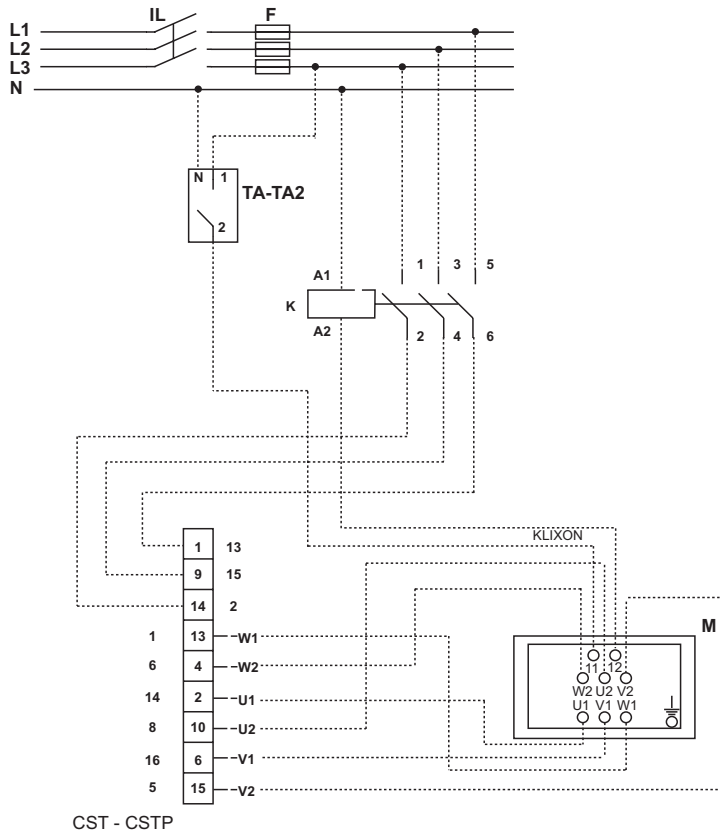 IL F
L1
L2
L3
N
N 1
TA-TA2
2
1 3 5
A1
K
A2
2 4 6
KLIXON
1 13
9 15
14 2
M
1 13 W1
11 12
6 4 W2
W2 U2 V2
14 2 U1
U1 V1 W1
8 10 U2
16 6 V1
5 15 V2
CST - CSTP